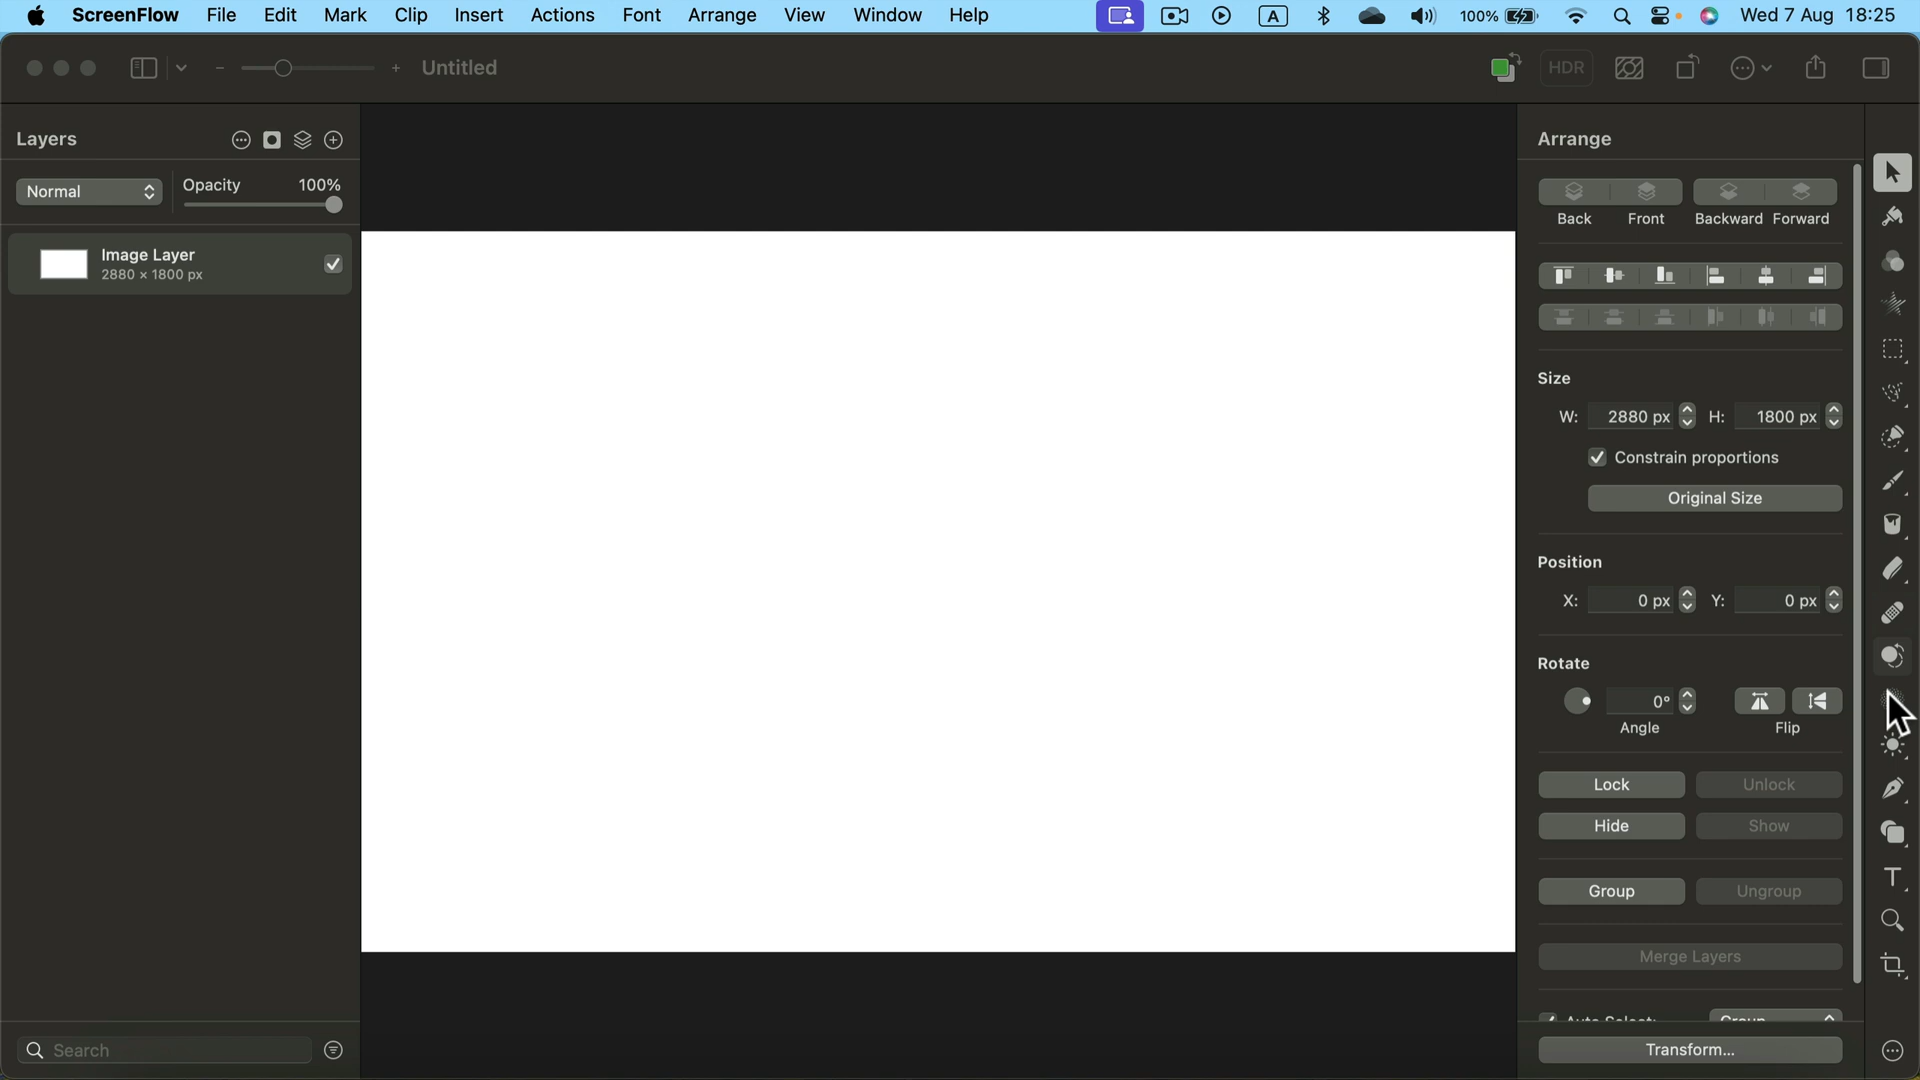 ScreenFlow File Edit Mark Clip Insert Actions Font Arrange View Window Help A 100% Wed 7 Aug 18:25
Untitled HDR
Layers
Normal Opacity 100%
Image Layer
2880 × 1800 px
Search
Arrange
Back Front Backward Forward
Size
W: 2880 px H: 1800 px
Constrain proportions
Original Size
Position
X: 0 px Y: 0 px
Rotate
0°
Angle Flip
Lock Unlock
Hide Show
Group Ungroup
Merge Layers
Auto Select: Group
Transform...
T